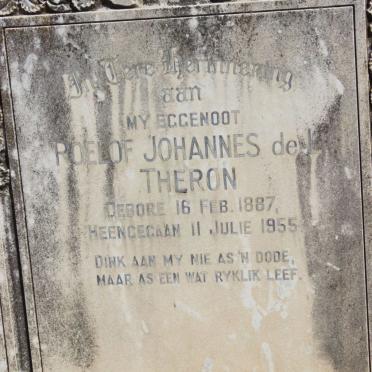 In Tere Herinnering
aan
MY EGGENOOT
ROELOF JOHANNES de L
THERON
GEBORE 16 FEB. 1887,
HEENGEGAAN 11 JULIE 1955
DINK AAN MY NIE AS 'N DODE,
MAAR AS EEN WAT RYKLIK LEEF.